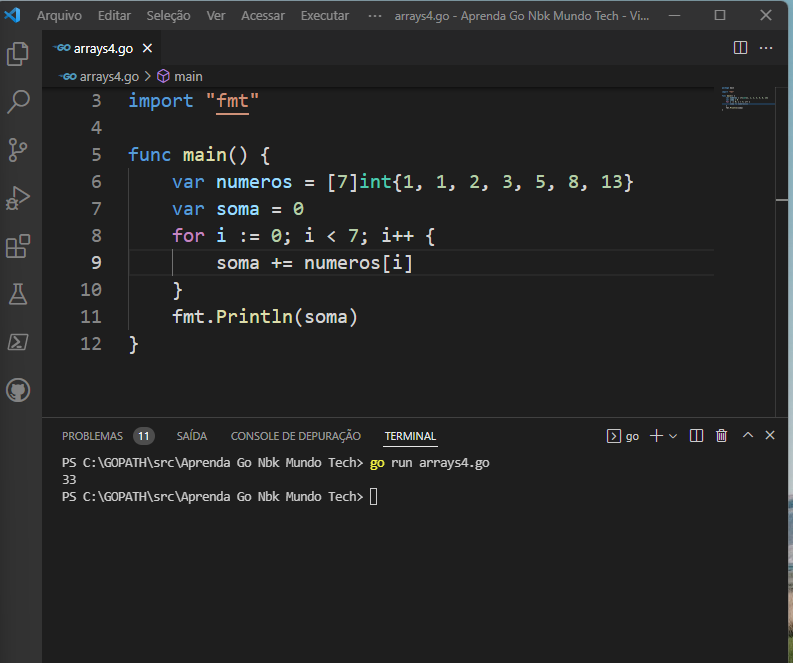 Arquivo Editar Seleção Ver Acessar Executar ··· arrays4.go - Aprenda Go Nbk Mundo Tech - Vi...
GO arrays4.go
GO arrays4.go > main
3 import "fmt"
4
5 func main() {
6 var numeros = [7]int{1, 1, 2, 3, 5, 8, 13}
7 var soma = 0
8 for i := 0; i < 7; i++ {
9 soma += numeros[i]
10 }
11 fmt.Println(soma)
12 }
PROBLEMAS 11 SAÍDA CONSOLE DE DEPURAÇÃO TERMINAL go
PS C:\GOPATH\src\Aprenda Go Nbk Mundo Tech> go run arrays4.go
33
PS C:\GOPATH\src\Aprenda Go Nbk Mundo Tech>